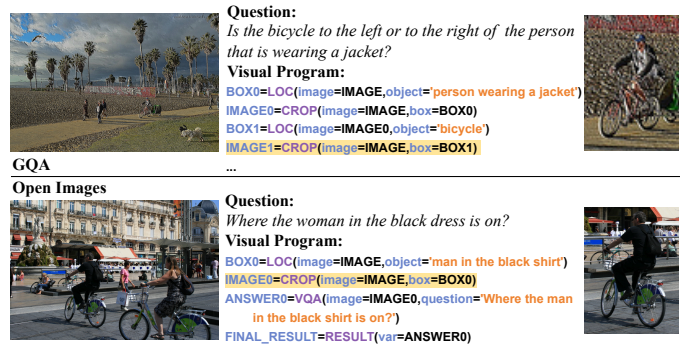 Question:
Is the bicycle to the left or to the right of the person
that is wearing a jacket?
Visual Program:
BOX0=LOC(image=IMAGE,object='person wearing a jacket')
IMAGE0=CROP(image=IMAGE,box=BOX0)
BOX1=LOC(image=IMAGE0,object='bicycle')
IMAGE1=CROP(image=IMAGE,box=BOX1)
...
GQA
Open Images
Question:
Where the woman in the black dress is on?
Visual Program:
BOX0=LOC(image=IMAGE,object='man in the black shirt')
IMAGE0=CROP(image=IMAGE,box=BOX0)
ANSWER0=VQA(image=IMAGE0,question='Where the man
in the black shirt is on?')
FINAL_RESULT=RESULT(var=ANSWER0)